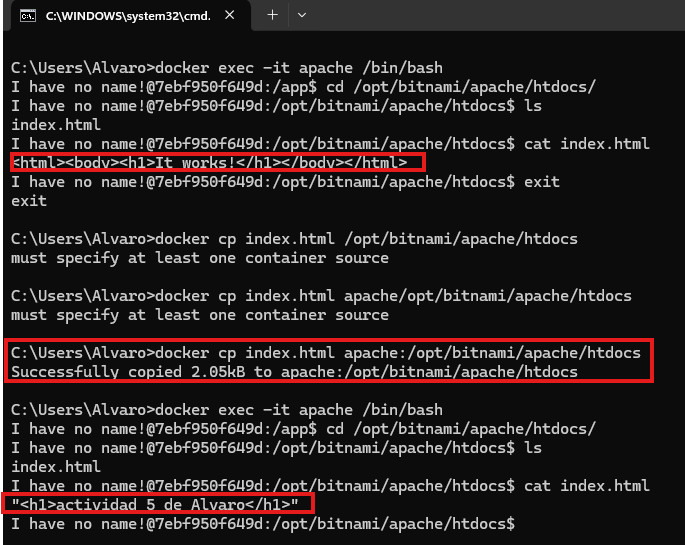 C:\WINDOWS\system32\cmd.
C:\Users\Alvaro>docker exec -it apache /bin/bash
I have no name!@7ebf950f649d:/app$ cd /opt/bitnami/apache/htdocs/
I have no name!@7ebf950f649d:/opt/bitnami/apache/htdocs$ ls
index.html
I have no name!@7ebf950f649d:/opt/bitnami/apache/htdocs$ cat index.html
<html><body><h1>It works!</h1></body></html>
I have no name!@7ebf950f649d:/opt/bitnami/apache/htdocs$ exit
exit
C:\Users\Alvaro>docker cp index.html /opt/bitnami/apache/htdocs
must specify at least one container source
C:\Users\Alvaro>docker cp index.html apache/opt/bitnami/apache/htdocs
must specify at least one container source
C:\Users\Alvaro>docker cp index.html apache:/opt/bitnami/apache/htdocs
Successfully copied 2.05kB to apache:/opt/bitnami/apache/htdocs
C:\Users\Alvaro>docker exec -it apache /bin/bash
I have no name!@7ebf950f649d:/app$ cd /opt/bitnami/apache/htdocs/
I have no name!@7ebf950f649d:/opt/bitnami/apache/htdocs$ ls
index.html
I have no name!@7ebf950f649d:/opt/bitnami/apache/htdocs$ cat index.html
"<h1>actividad 5 de Alvaro</h1>"
I have no name!@7ebf950f649d:/opt/bitnami/apache/htdocs$